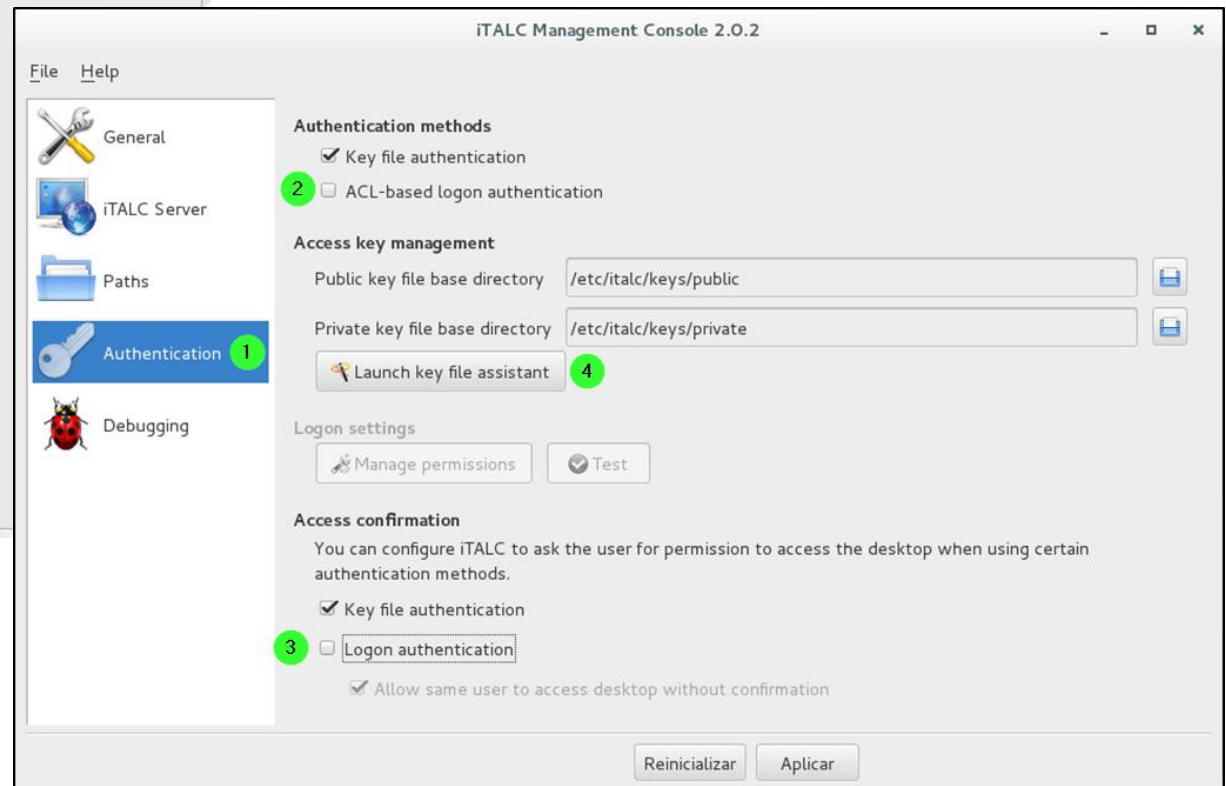 iTALC Management Console 2.0.2
File Help
General
iTALC Server
Paths
Authentication 1
Debugging
Authentication methods
Key file authentication
2 ACL-based logon authentication
Access key management
Public key file base directory /etc/italc/keys/public
Private key file base directory /etc/italc/keys/private
Launch key file assistant 4
Logon settings
Manage permissions Test
Access confirmation
You can configure iTALC to ask the user for permission to access the desktop when using certain
authentication methods.
Key file authentication
3 Logon authentication
Allow same user to access desktop without confirmation
Reinicializar Aplicar